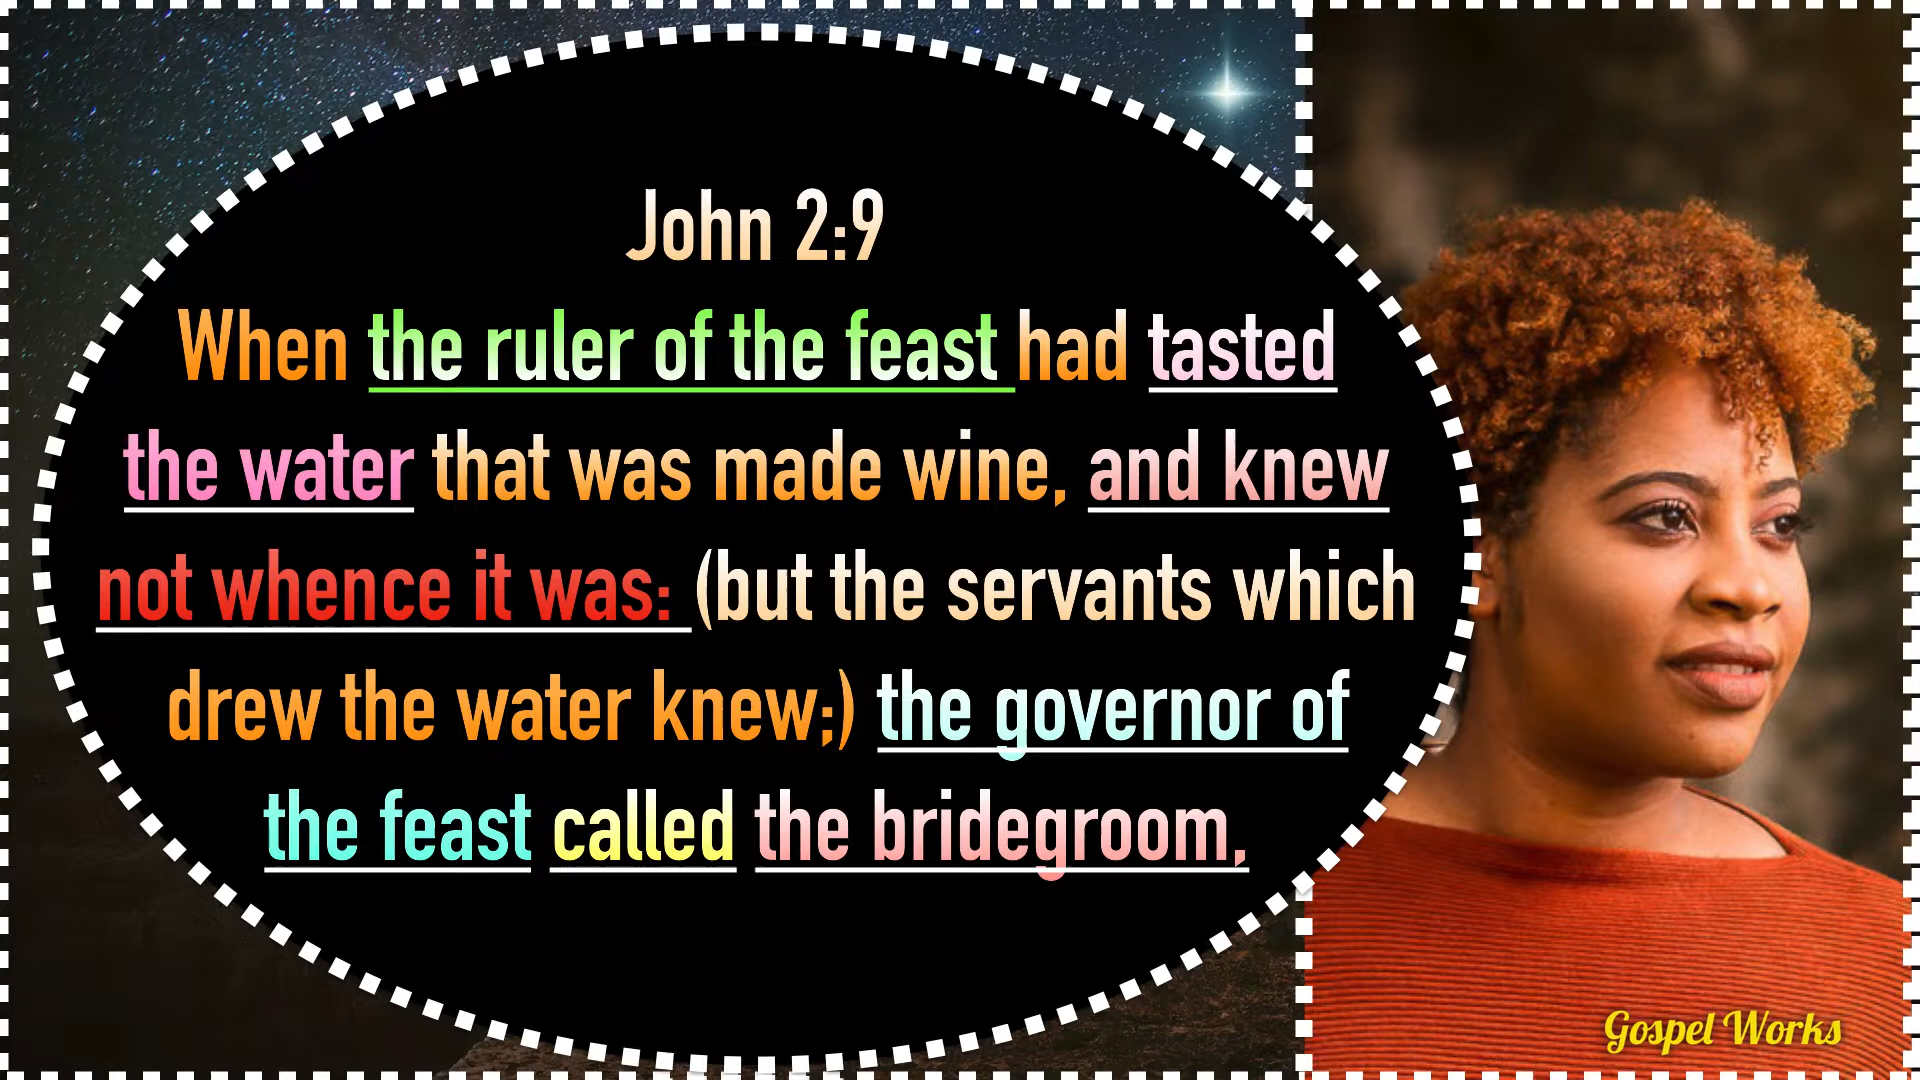 John 2:9
When the ruler of the feast had tasted
the water that was made wine, and knew
not whence it was: (but the servants which
drew the water knew;) the governor of
the feast called the bridegroom,
Gospel Works